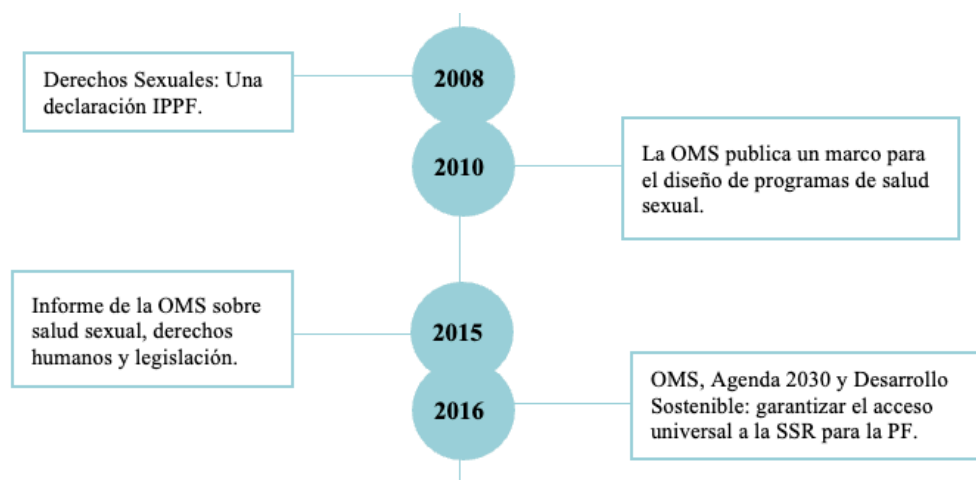 2008
Derechos Sexuales: Una
declaración IPPF.
2010
La OMS publica un marco para
el diseño de programas de salud
sexual.
2015
Informe de la OMS sobre
salud sexual, derechos
humanos y legislación.
2016
OMS, Agenda 2030 y Desarrollo
Sostenible: garantizar el acceso
universal a la SSR para la PF.